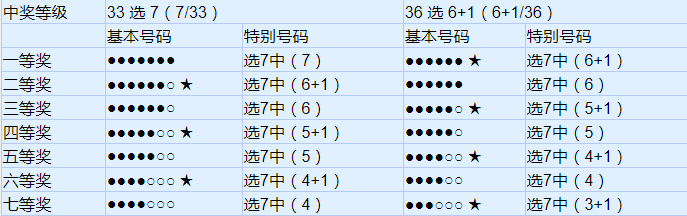 中奖等级 33 选 7（7/33） 36 选 6+1（6+1/36）
基本号码 特别号码 基本号码 特别号码
一等奖 ●●●●●●● 选7中（7） ●●●●●● ★ 选7中（6+1）
二等奖 ●●●●●●○ ★ 选7中（6+1） ●●●●●● 选7中（6）
三等奖 ●●●●●●○ 选7中（6） ●●●●●○ ★ 选7中（5+1）
四等奖 ●●●●●○○ ★ 选7中（5+1） ●●●●●○ 选7中（5）
五等奖 ●●●●●○○ 选7中（5） ●●●●○○ ★ 选7中（4+1）
六等奖 ●●●●○○○ ★ 选7中（4+1） ●●●●○○ 选7中（4）
七等奖 ●●●●○○○ 选7中（4） ●●●○○○ ★ 选7中（3+1）